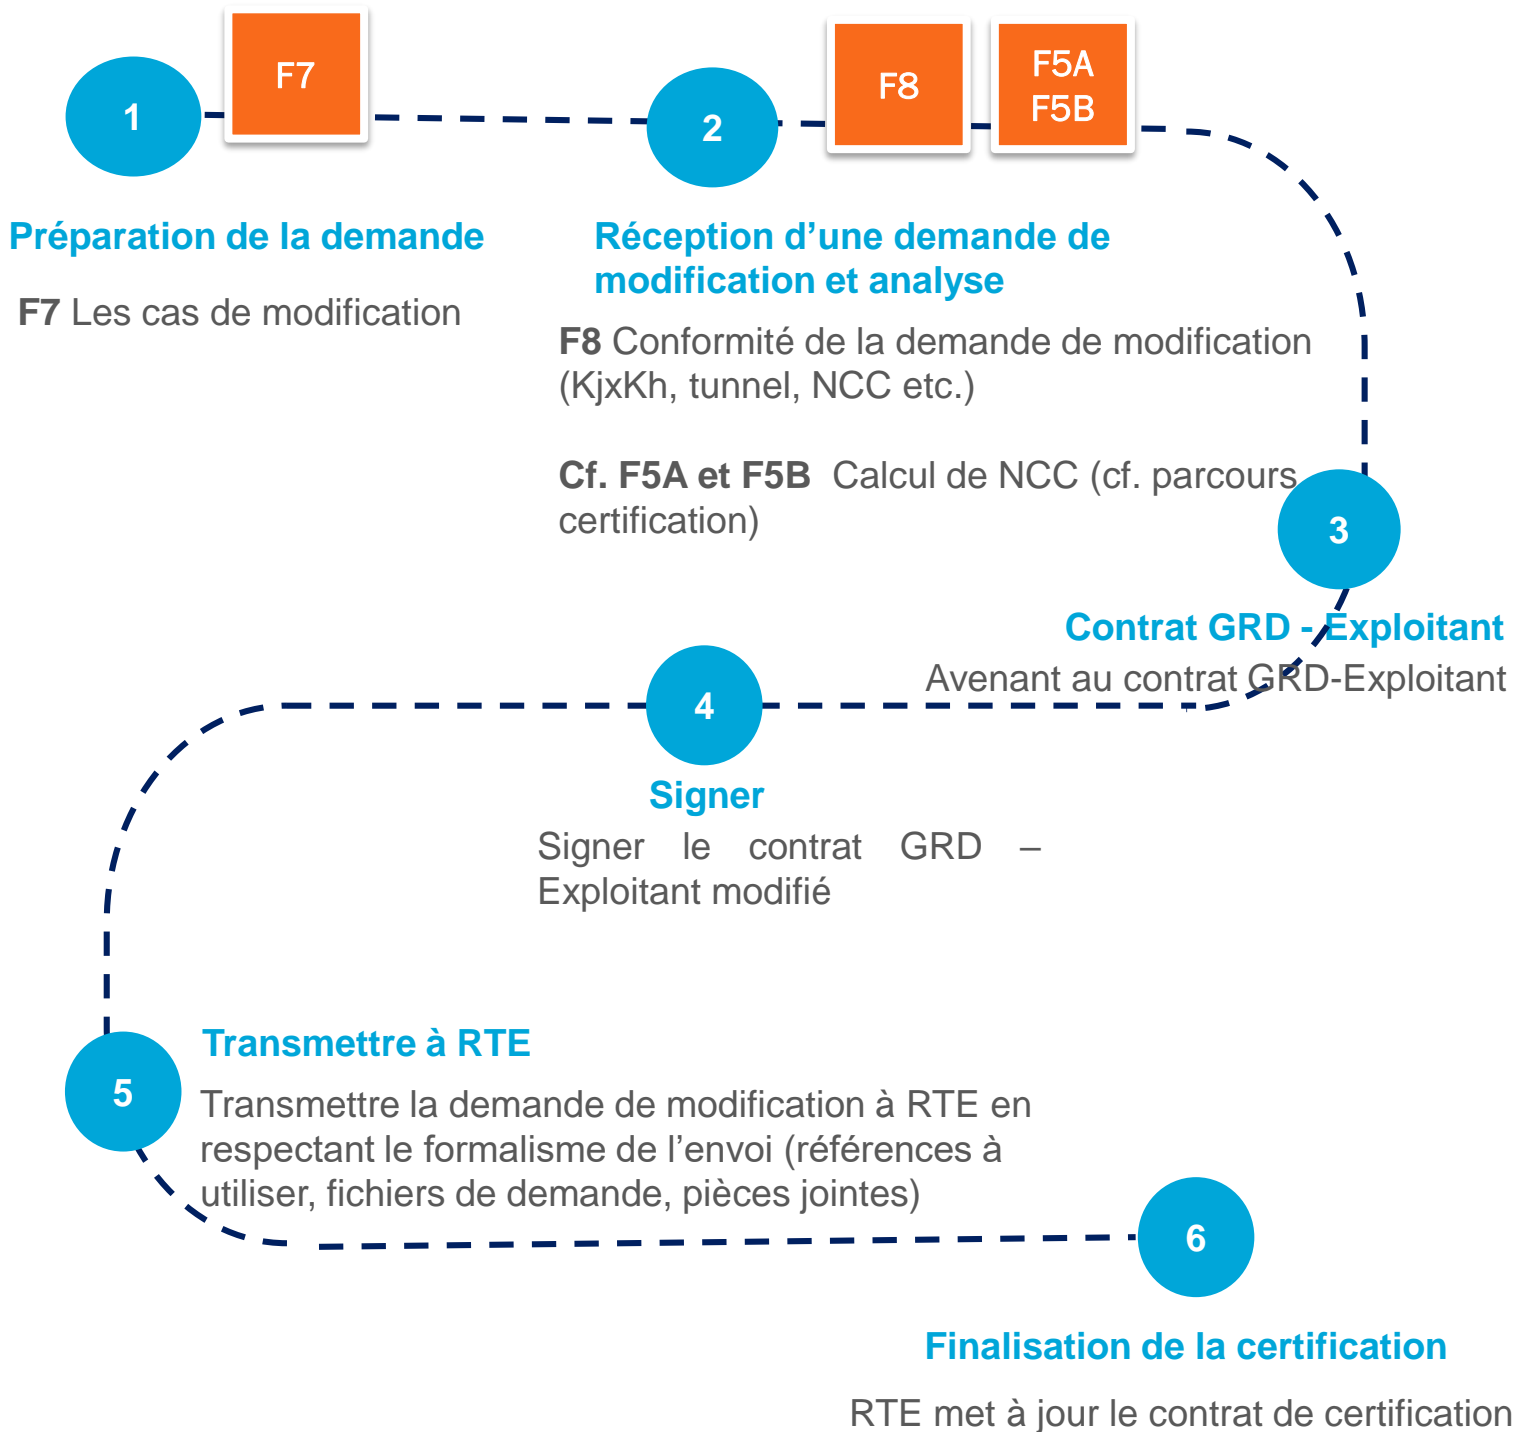 1
F7
2
F8
F5A
F5B
Préparation de la demande
F7 Les cas de modification
Réception d’une demande de
modification et analyse
F8 Conformité de la demande de modification
(KjxKh, tunnel, NCC etc.)
Cf. F5A et F5B Calcul de NCC (cf. parcours
certification)
3
Contrat GRD - Exploitant
Avenant au contrat GRD-Exploitant
4
Signer
Signer le contrat GRD –
Exploitant modifié
5
Transmettre à RTE
Transmettre la demande de modification à RTE en
respectant le formalisme de l’envoi (références à
utiliser, fichiers de demande, pièces jointes)
6
Finalisation de la certification
RTE met à jour le contrat de certification